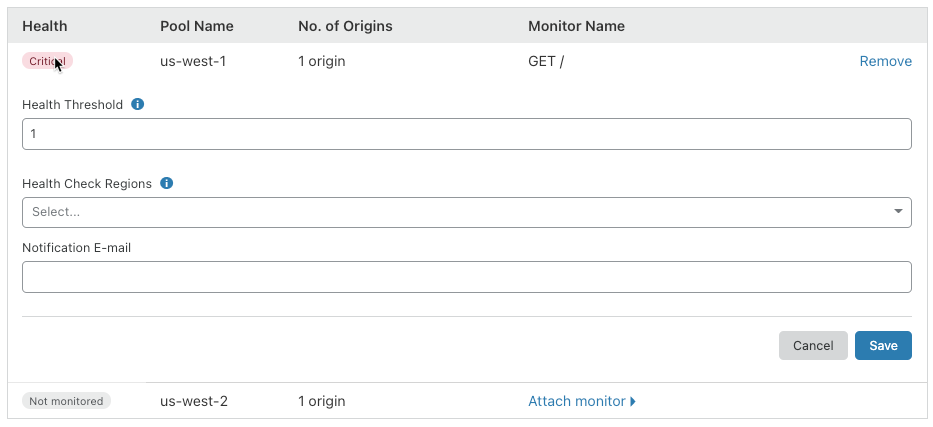 Health Pool Name No. of Origins Monitor Name
Critical us-west-1 1 origin GET / Remove
Health Threshold i
1
Health Check Regions i
Select...
Notification E-mail
Cancel Save
Not monitored us-west-2 1 origin Attach monitor